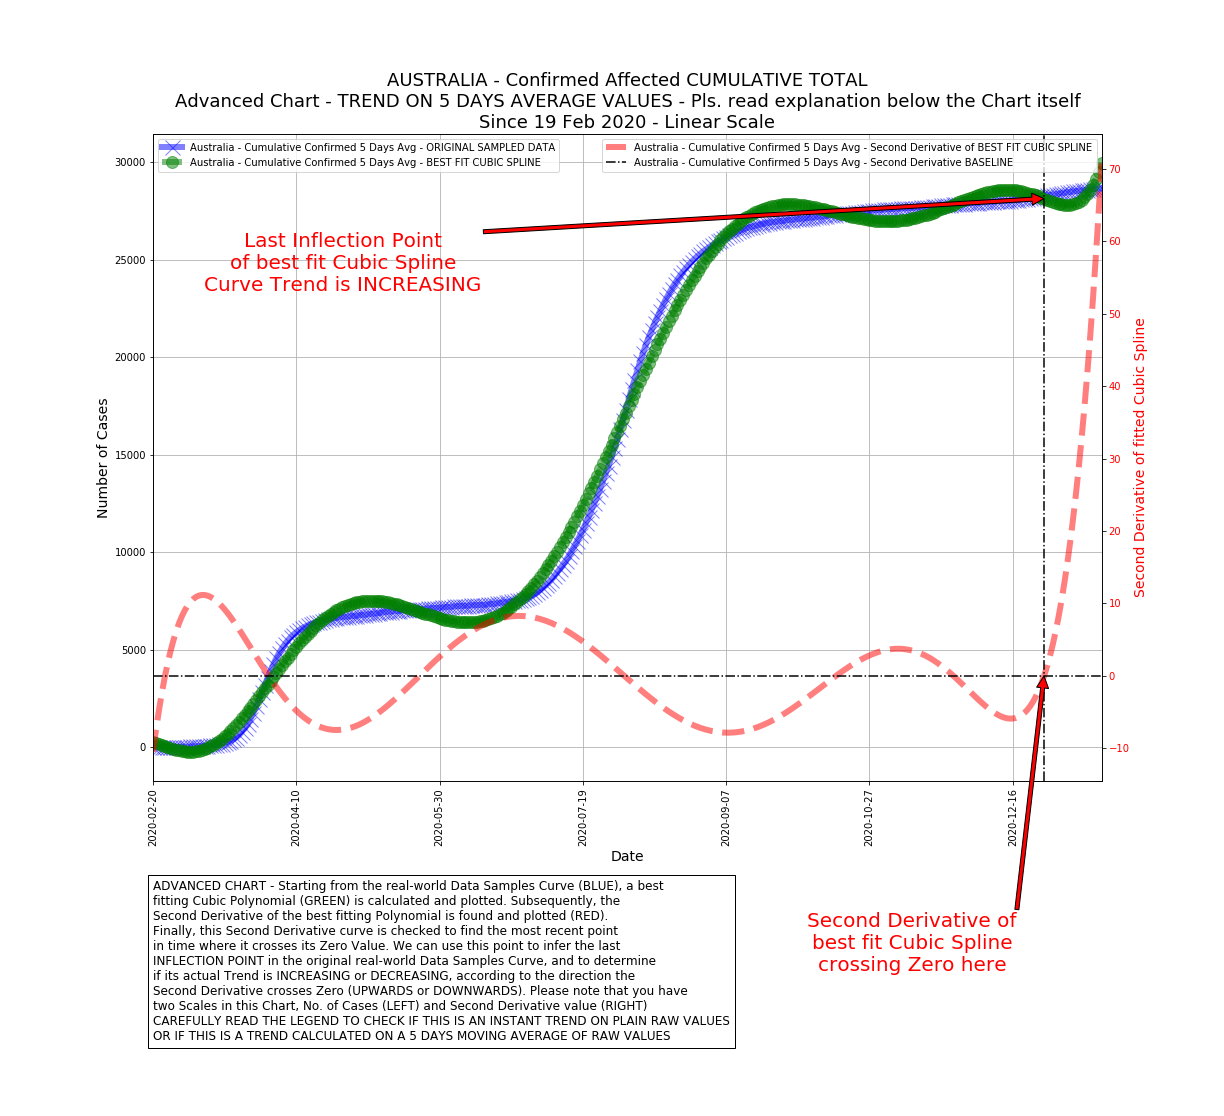 AUSTRALIA - Confirmed Affected CUMULATIVE TOTAL
Advanced Chart - TREND ON 5 DAYS AVERAGE VALUES - Pls. read explanation below the Chart itself
Since 19 Feb 2020 - Linear Scale
Australia - Cumulative Confirmed 5 Days Avg - ORIGINAL SAMPLED DATA
Australia - Cumulative Confirmed 5 Days Avg - BEST FIT CUBIC SPLINE
Australia - Cumulative Confirmed 5 Days Avg - Second Derivative of BEST FIT CUBIC SPLINE
Australia - Cumulative Confirmed 5 Days Avg - Second Derivative BASELINE
Last Inflection Point
of best fit Cubic Spline
Curve Trend is INCREASING
Number of Cases
30000
25000
20000
15000
10000
5000
0
Second Derivative of fitted Cubic Spline
70
60
50
40
30
20
10
0
−10
2020-02-20
2020-04-10
2020-05-30
2020-07-19
2020-09-07
2020-10-27
2020-12-16
Date
ADVANCED CHART - Starting from the real-world Data Samples Curve (BLUE), a best
fitting Cubic Polynomial (GREEN) is calculated and plotted. Subsequently, the
Second Derivative of the best fitting Polynomial is found and plotted (RED).
Finally, this Second Derivative curve is checked to find the most recent point
in time where it crosses its Zero Value. We can use this point to infer the last
INFLECTION POINT in the original real-world Data Samples Curve, and to determine
if its actual Trend is INCREASING or DECREASING, according to the direction the
Second Derivative crosses Zero (UPWARDS or DOWNWARDS). Please note that you have
two Scales in this Chart, No. of Cases (LEFT) and Second Derivative value (RIGHT)
CAREFULLY READ THE LEGEND TO CHECK IF THIS IS AN INSTANT TREND ON PLAIN RAW VALUES
OR IF THIS IS A TREND CALCULATED ON A 5 DAYS MOVING AVERAGE OF RAW VALUES
Second Derivative of
best fit Cubic Spline
crossing Zero here